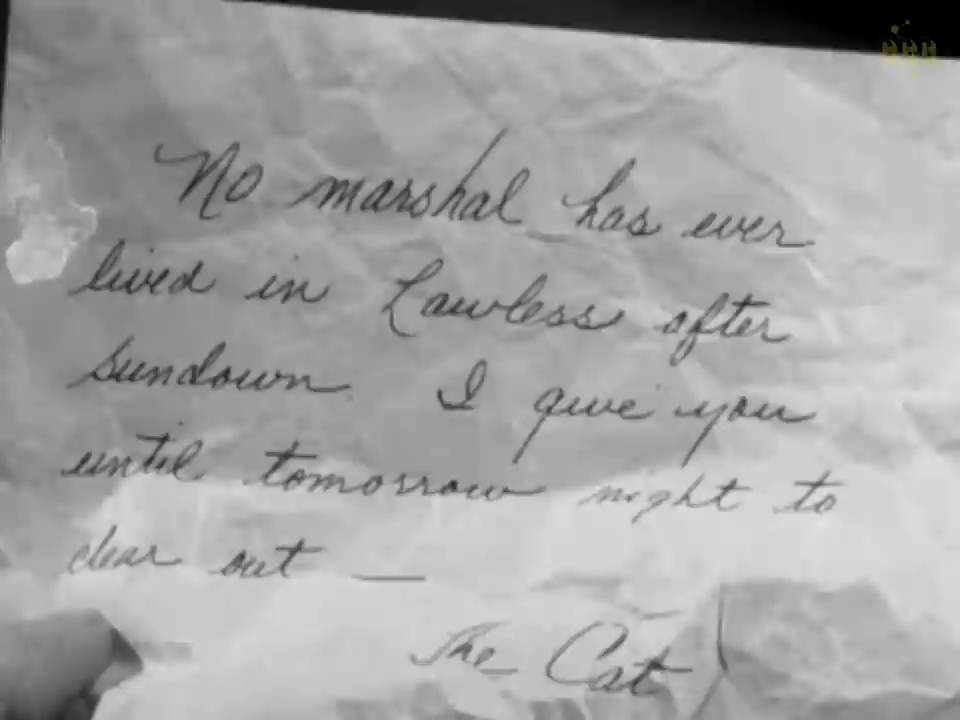 No marshal has ever
lived in Lawless after
sundown. I give you
until tomorrow night to
clear out —
The Cat